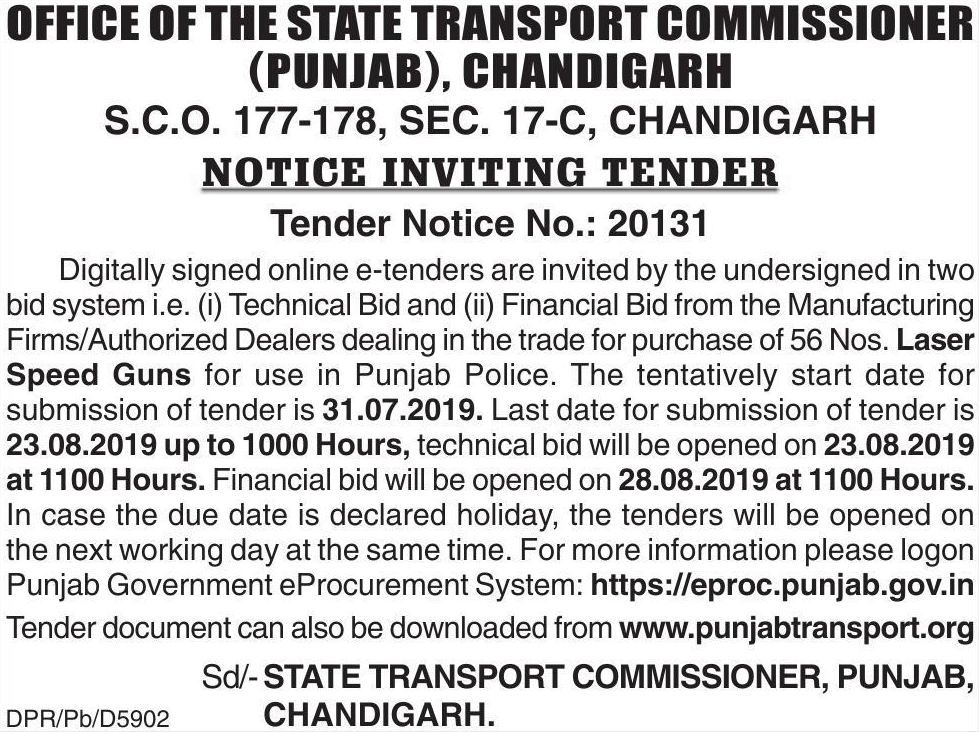 OFFICE OF THE STATE TRANSPORT COMMISSIONER
(PUNJAB), CHANDIGARH
S.C.O. 177-178, SEC. 17-C, CHANDIGARH
NOTICE INVITING TENDER
Tender Notice No.: 20131
Digitally signed online e-tenders are invited by the undersigned in two
bid system i.e. (i) Technical Bid and (ii) Financial Bid from the Manufacturing
Firms/Authorized Dealers dealing in the trade for purchase of 56 Nos. Laser
Speed Guns for use in Punjab Police. The tentatively start date for
submission of tender is 31.07.2019. Last date for submission of tender is
23.08.2019 up to 1000 Hours, technical bid will be opened on 23.08.2019
at 1100 Hours. Financial bid will be opened on 28.08.2019 at 1100 Hours.
In case the due date is declared holiday, the tenders will be opened on
the next working day at the same time. For more information please logon
Punjab Government eProcurement System: https://eproc.punjab.gov.in
Tender document can also be downloaded from www.punjabtransport.org
Sd/- STATE TRANSPORT COMMISSIONER, PUNJAB,
DPR/Pb/D5902 CHANDIGARH.